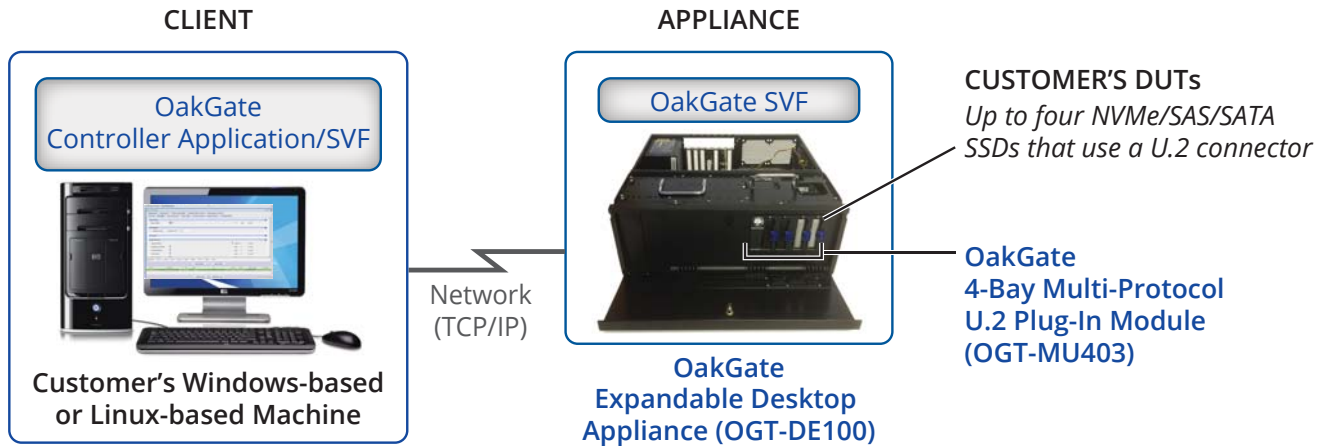 CLIENT
OakGate
Controller Application/SVF
Customer's Windows-based
or Linux-based Machine
Network
(TCP/IP)
APPLIANCE
OakGate SVF
OakGate
Expandable Desktop
Appliance (OGT-DE100)
CUSTOMER'S DUTs
Up to four NVMe/SAS/SATA
SSDs that use a U.2 connector
OakGate
4-Bay Multi-Protocol
U.2 Plug-In Module
(OGT-MU403)